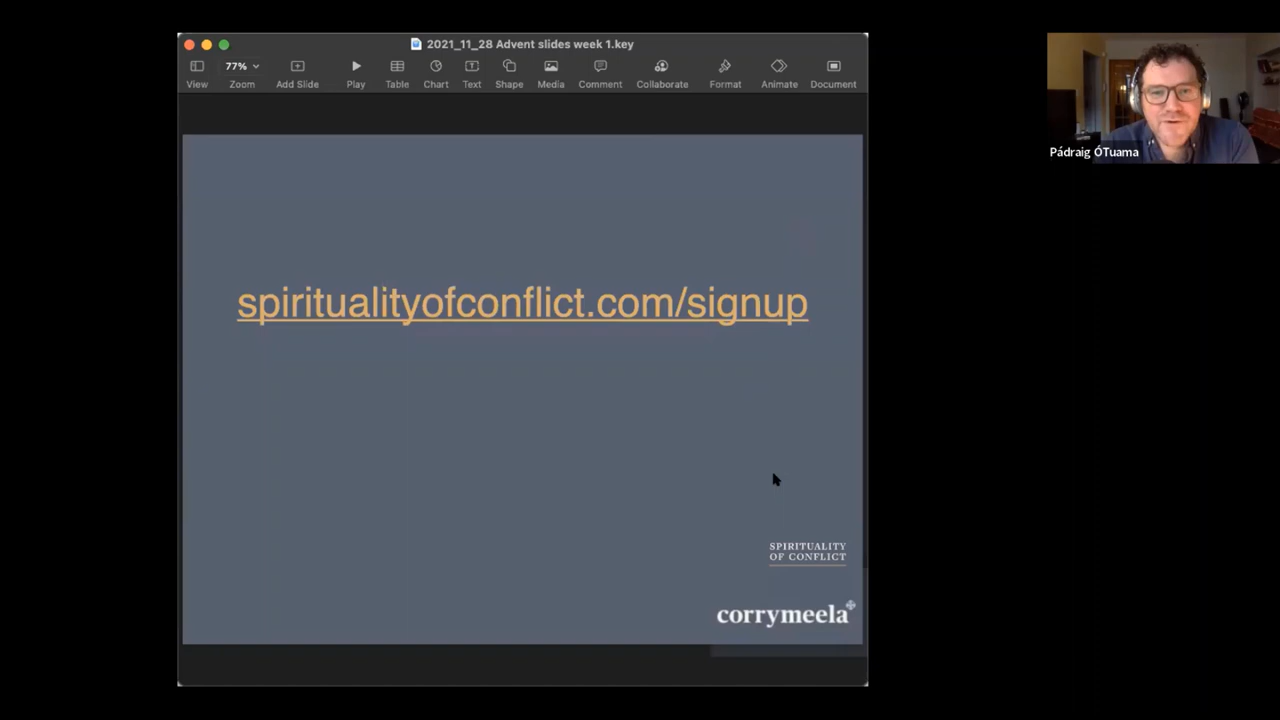 2021_11_28 Advent slides week 1.key
77%
View Zoom Add Slide Play Table Chart Text Shape Media Comment Collaborate Format Animate Document
Pádraig ÓTuama
spiritualityofconflict.com/signup
SPIRITUALITY
OF CONFLICT
corrymeela